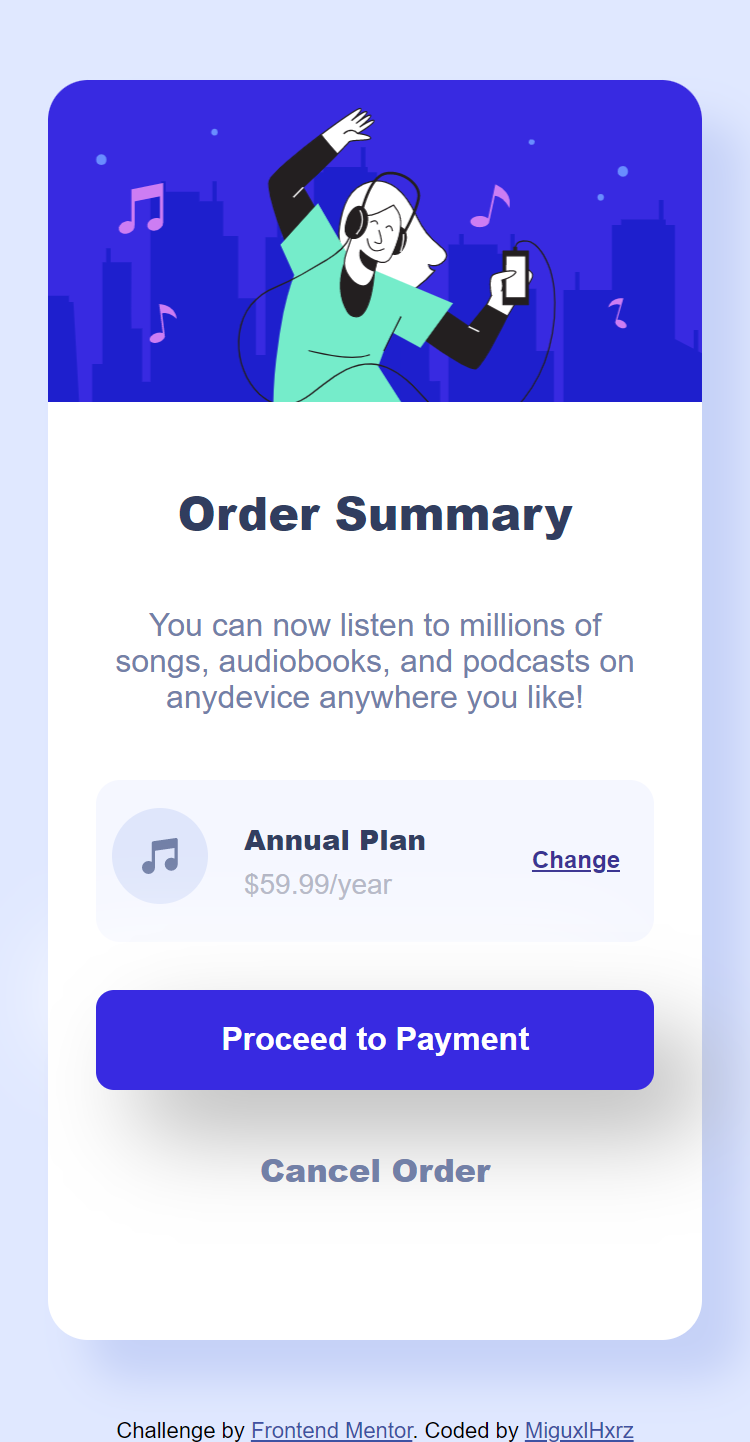 Order Summary
You can now listen to millions of
songs, audiobooks, and podcasts on
anydevice anywhere you like!
Annual Plan
$59.99/year
Change
Proceed to Payment
Cancel Order
Challenge by Frontend Mentor. Coded by MiguxlHxrz